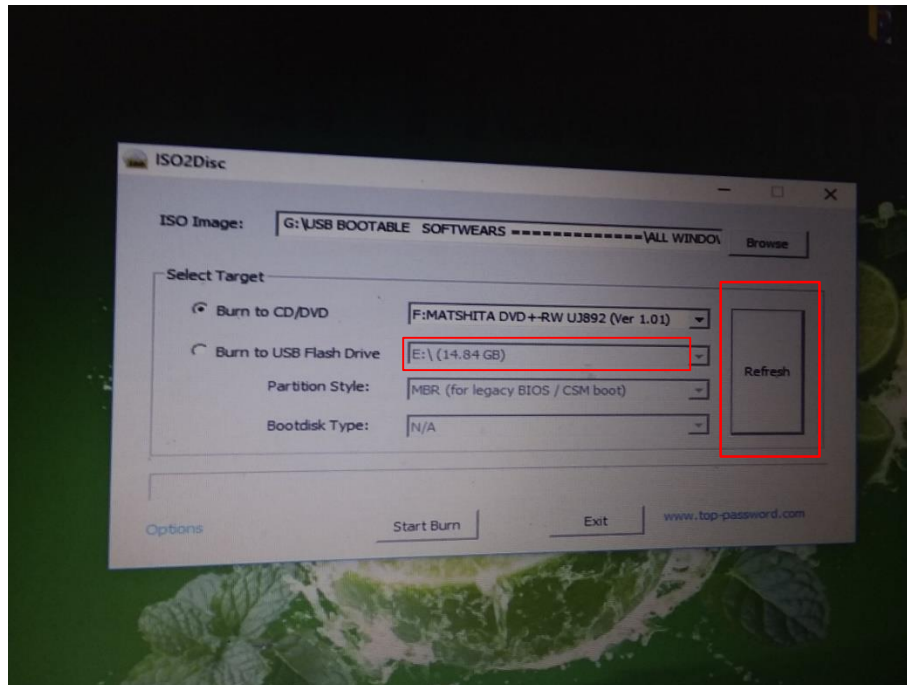 ISO2Disc
ISO Image:
G:\USB BOOTABLE SOFTWEARS ==============\ALL WINDOV
Browse
Select Target
Burn to CD/DVD
F:MATSHITA DVD+-RW UJ892 (Ver 1.01)
Burn to USB Flash Drive
E:\ (14.84 GB)
Refresh
Partition Style:
MBR (for legacy BIOS / CSM boot)
Bootdisk Type:
N/A
Options
Start Burn
Exit
www.top-password.com